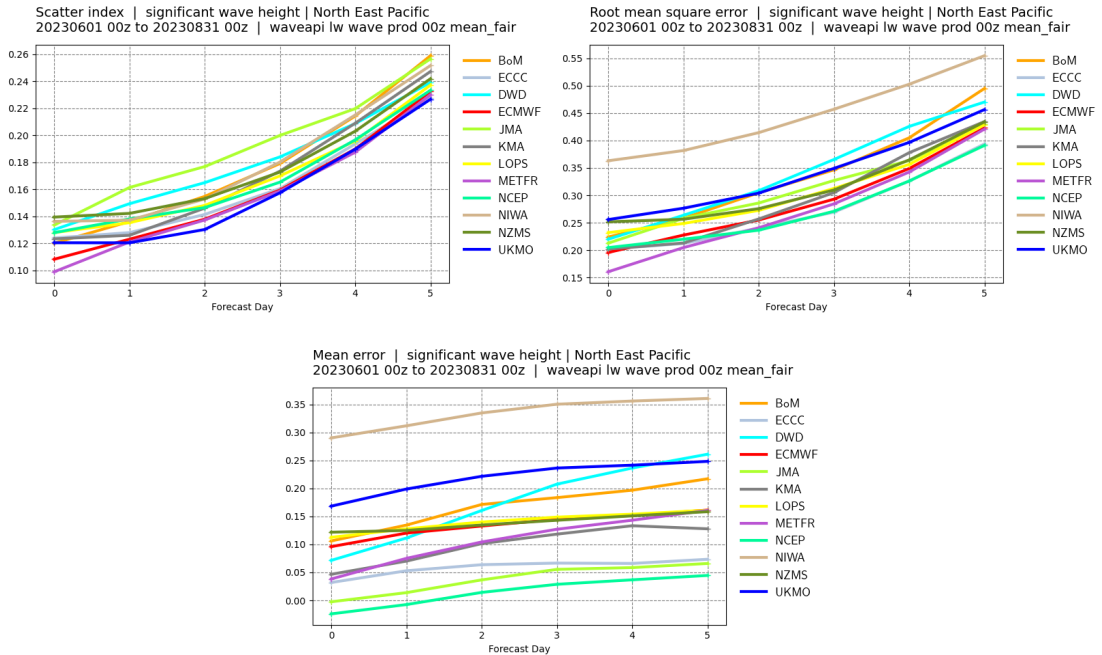 Scatter index | significant wave height | North East Pacific
20230601 00z to 20230831 00z | waveapi lw wave prod 00z mean_fair
0.26
0.24
0.22
0.20
0.18
0.16
0.14
0.12
0.10
0
1
2
3
4
5
Forecast Day
BoM
ECCC
DWD
ECMWF
JMA
KMA
LOPS
METFR
NCEP
NIWA
NZMS
UKMO
Root mean square error | significant wave height | North East Pacific
20230601 00z to 20230831 00z | waveapi lw wave prod 00z mean_fair
0.55
0.50
0.45
0.40
0.35
0.30
0.25
0.20
0.15
0
1
2
3
4
5
Forecast Day
BoM
ECCC
DWD
ECMWF
JMA
KMA
LOPS
METFR
NCEP
NIWA
NZMS
UKMO
Mean error | significant wave height | North East Pacific
20230601 00z to 20230831 00z | waveapi lw wave prod 00z mean_fair
0.35
0.30
0.25
0.20
0.15
0.10
0.05
0.00
0
1
2
3
4
5
Forecast Day
BoM
ECCC
DWD
ECMWF
JMA
KMA
LOPS
METFR
NCEP
NIWA
NZMS
UKMO